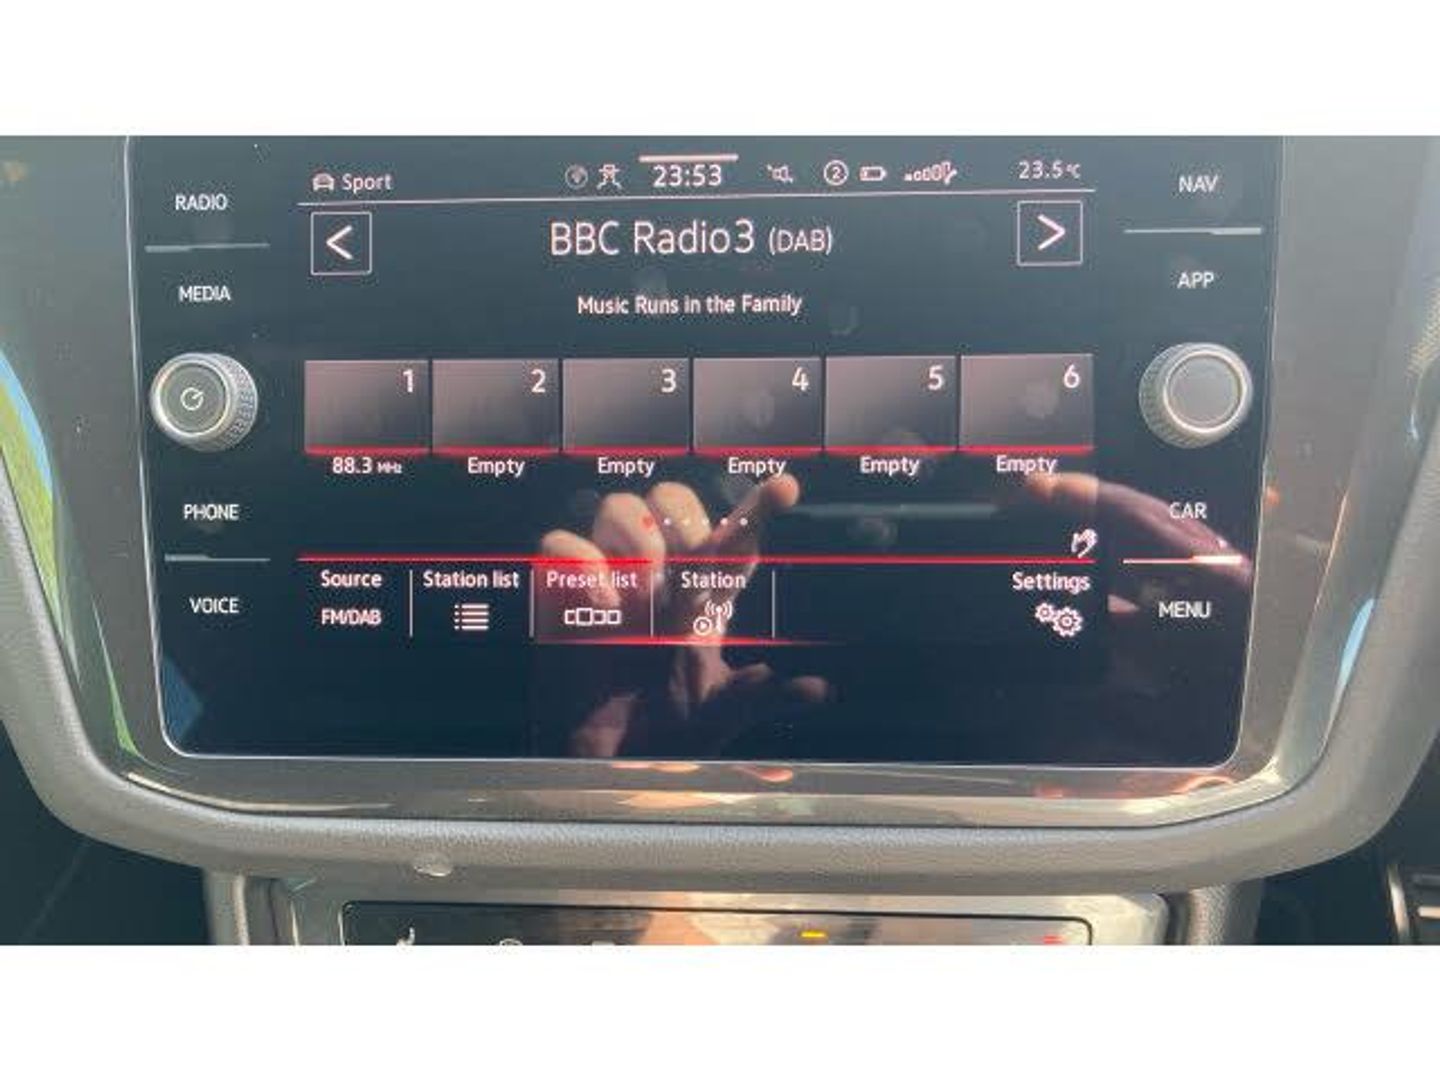 RADIO
MEDIA
PHONE
VOICE
Sport
23:53
2
23.5°C
BBC Radio3 (DAB)
Music Runs in the Family
1 2 3 4 5 6
88.3 MHz Empty Empty Empty Empty Empty
Source Station list Preset list Station Settings
FM/DAB
NAV
APP
CAR
MENU